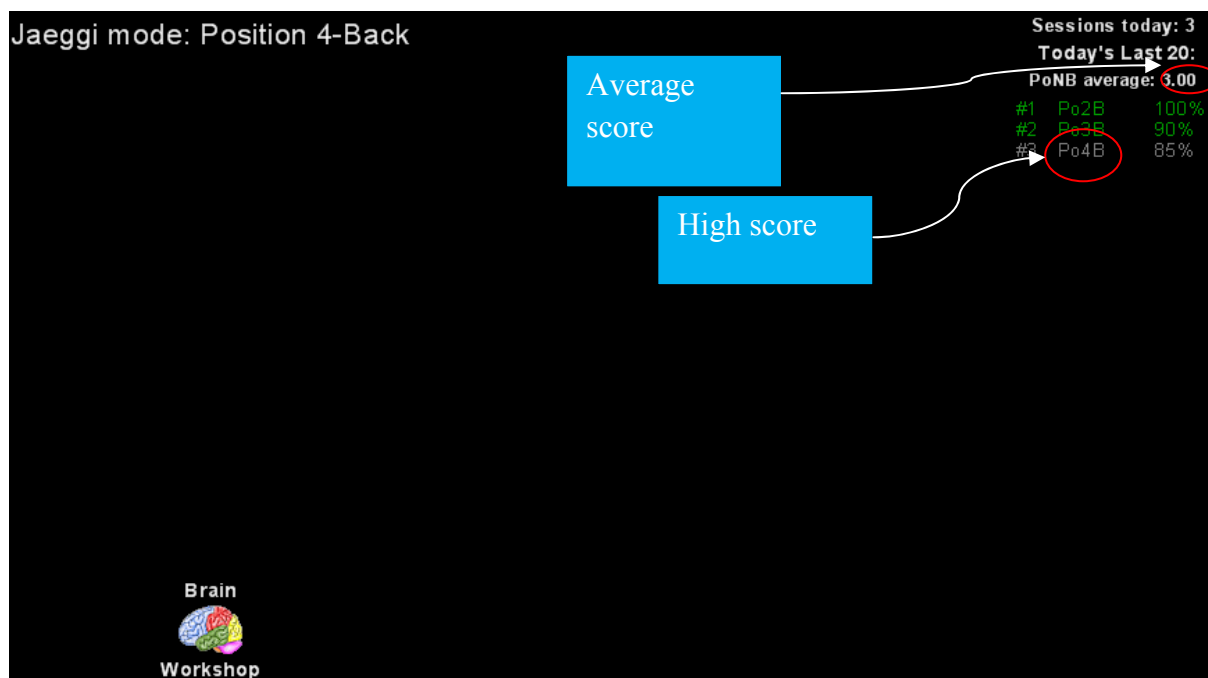 Jaeggi mode: Position 4-Back
Sessions today: 3
Today's Last 20:
PoNB average: 3.00
#1 Po2B 100%
#2 Po3B 90%
#3 Po4B 85%
Average
score
High score
Brain
Workshop